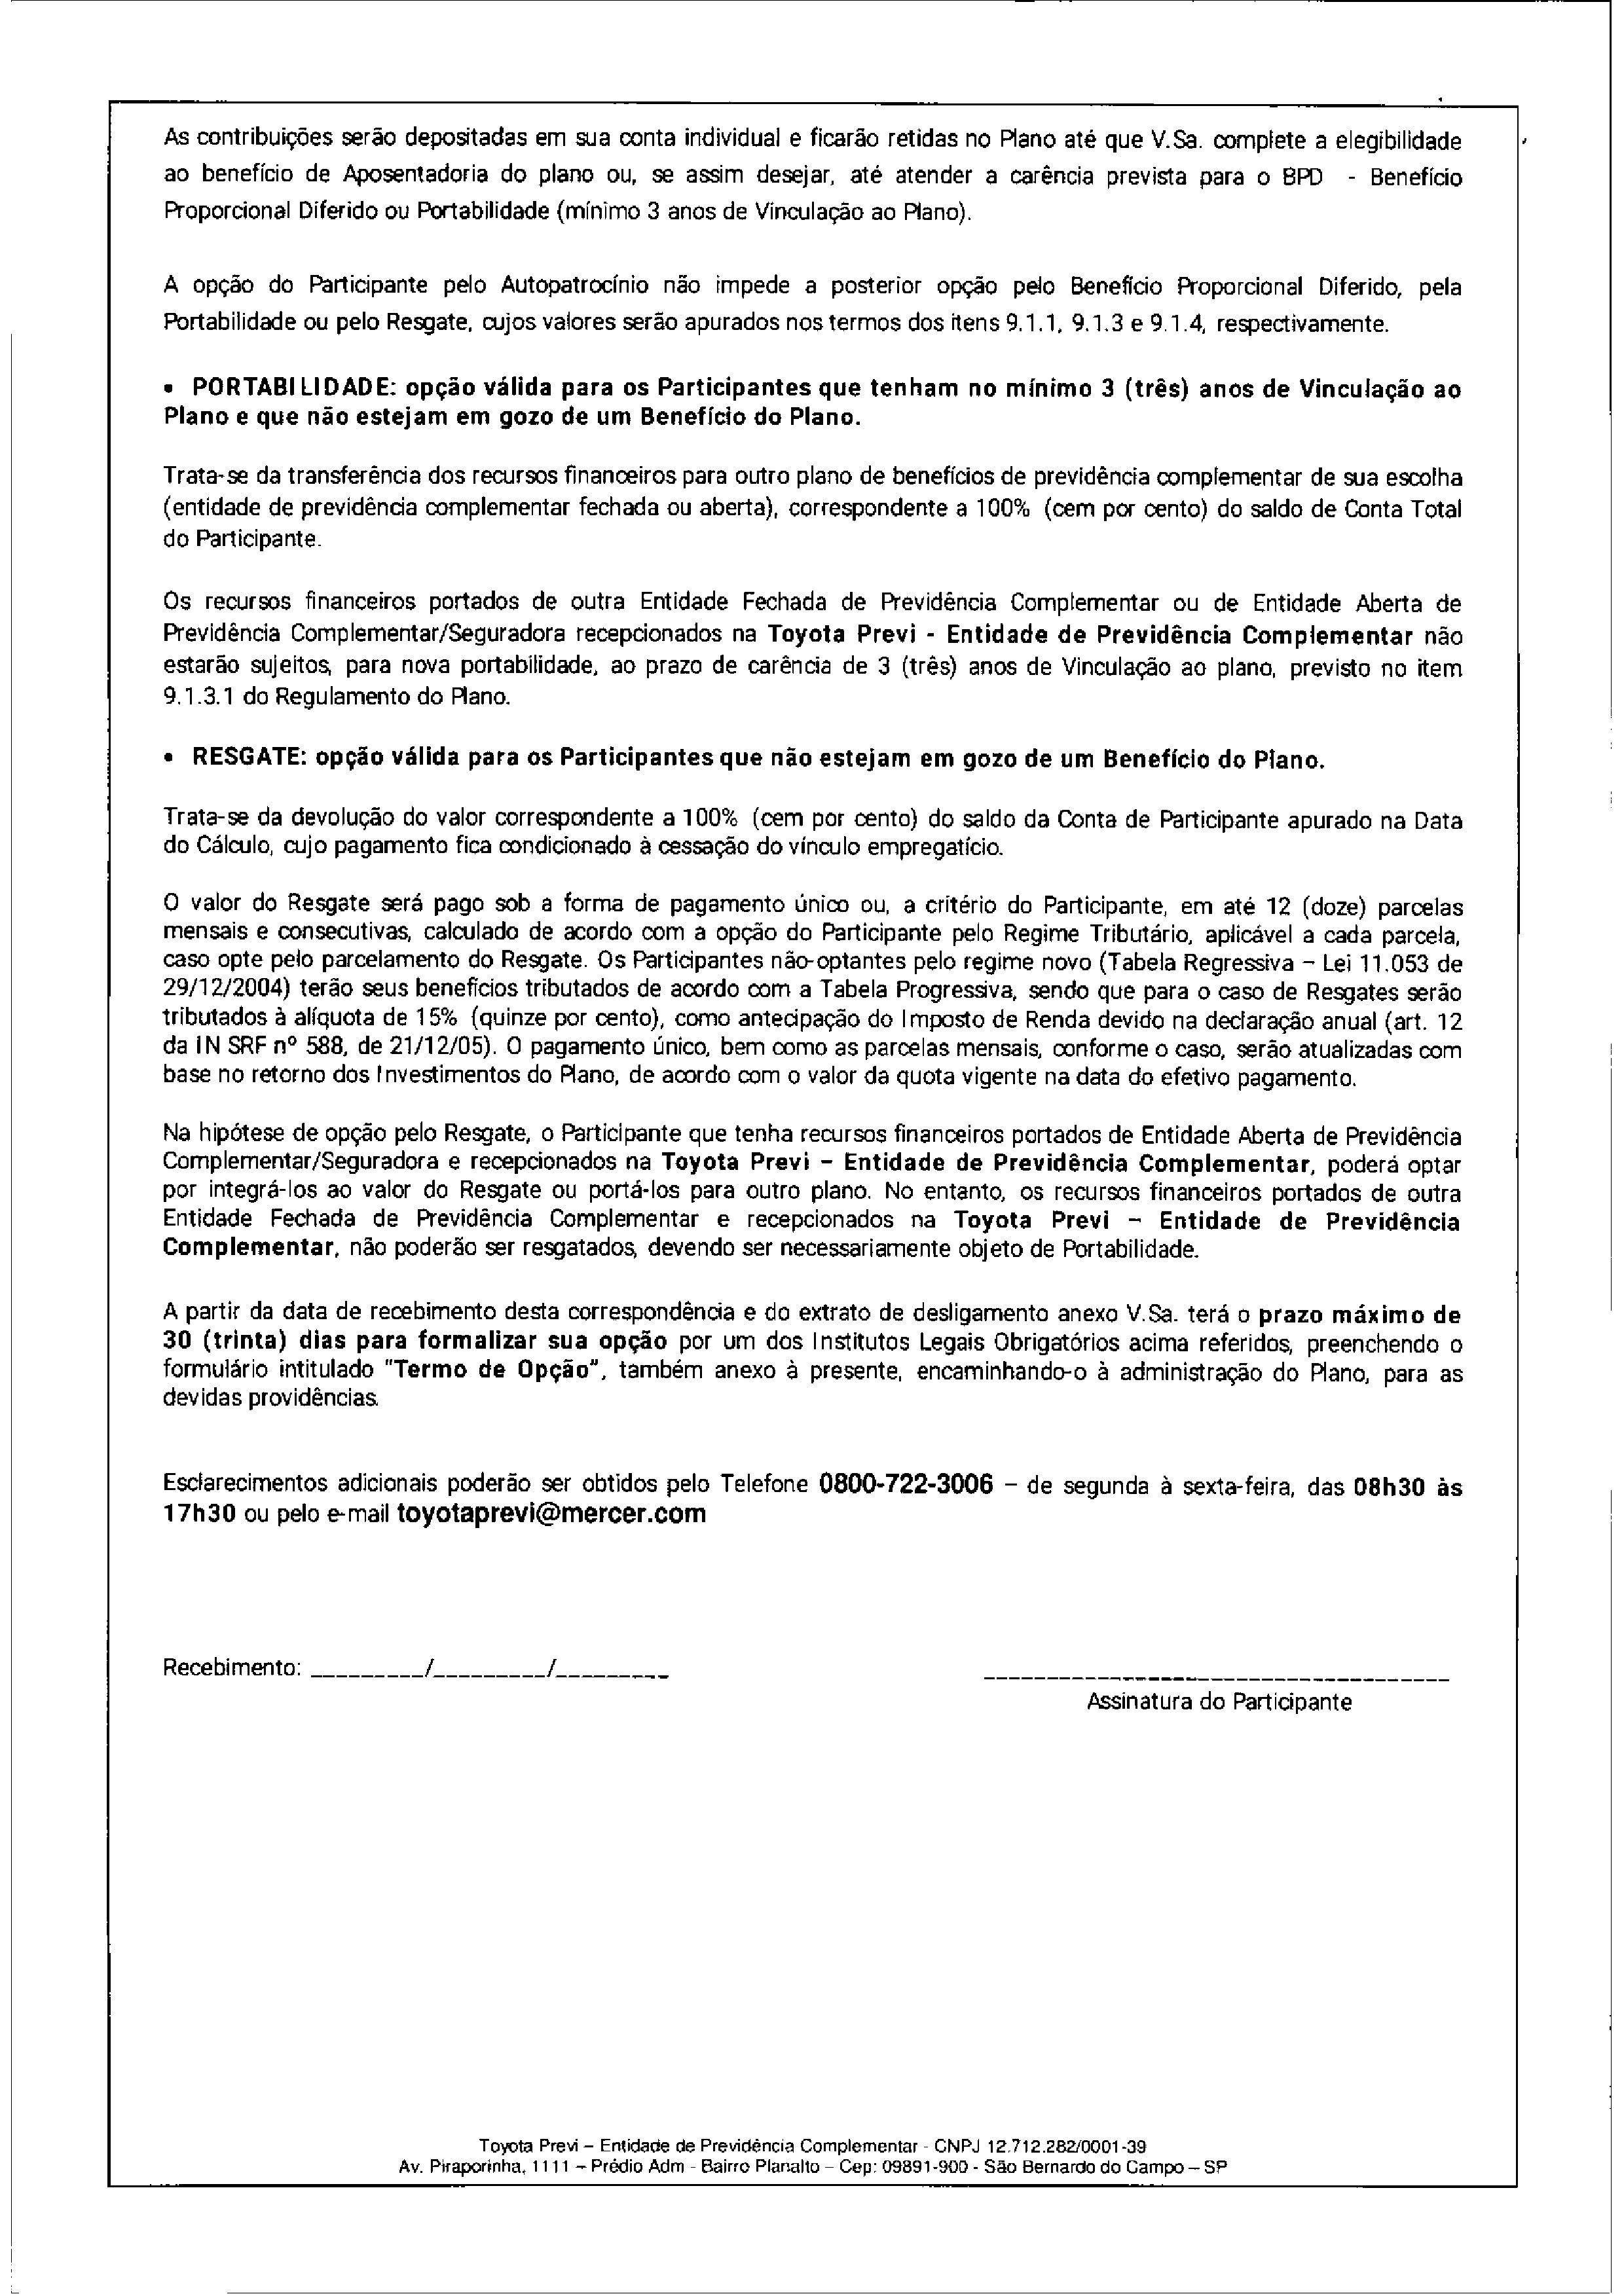 As contribuições serão depositadas em sua conta individual e ficarão retidas no Plano até que V.Sa. complete a elegibilidade
ao benefício de Aposentadoria do plano ou, se assim desejar, até atender a carência prevista para o BPD - Benefício
Proporcional Diferido ou Portabilidade (mínimo 3 anos de Vinculação ao Plano).
A opção do Participante pelo Autopatrocínio não impede a posterior opção pelo Benefício Proporcional Diferido, pela
Portabilidade ou pelo Resgate, cujos valores serão apurados nos termos dos itens 9.1.1, 9.1.3 e 9.1.4, respectivamente.
• PORTABILIDADE: opção válida para os Participantes que tenham no mínimo 3 (três) anos de Vinculação ao
Plano e que não estejam em gozo de um Benefício do Plano.
Trata-se da transferência dos recursos financeiros para outro plano de benefícios de previdência complementar de sua escolha
(entidade de previdência complementar fechada ou aberta), correspondente a 100% (cem por cento) do saldo de Conta Total
do Participante.
Os recursos financeiros portados de outra Entidade Fechada de Previdência Complementar ou de Entidade Aberta de
Previdência Complementar/Seguradora recepcionados na Toyota Previ - Entidade de Previdência Complementar não
estarão sujeitos, para nova portabilidade, ao prazo de carência de 3 (três) anos de Vinculação ao plano, previsto no item
9.1.3.1 do Regulamento do Plano.
• RESGATE: opção válida para os Participantes que não estejam em gozo de um Benefício do Plano.
Trata-se da devolução do valor correspondente a 100% (cem por cento) do saldo da Conta de Participante apurado na Data
do Cálculo, cujo pagamento fica condicionado à cessação do vínculo empregatício.
O valor do Resgate será pago sob a forma de pagamento único ou, a critério do Participante, em até 12 (doze) parcelas
mensais e consecutivas, calculado de acordo com a opção do Participante pelo Regime Tributário, aplicável a cada parcela,
caso opte pelo parcelamento do Resgate. Os Participantes não-optantes pelo regime novo (Tabela Regressiva – Lei 11.053 de
29/12/2004) terão seus benefícios tributados de acordo com a Tabela Progressiva, sendo que para o caso de Resgates serão
tributados à alíquota de 15% (quinze por cento), como antecipação do Imposto de Renda devido na declaração anual (art. 12
da IN SRF nº 588, de 21/12/05). O pagamento único, bem como as parcelas mensais, conforme o caso, serão atualizadas com
base no retorno dos Investimentos do Plano, de acordo com o valor da quota vigente na data do efetivo pagamento.
Na hipótese de opção pelo Resgate, o Participante que tenha recursos financeiros portados de Entidade Aberta de Previdência
Complementar/Seguradora e recepcionados na Toyota Previ – Entidade de Previdência Complementar, poderá optar
por integrá-los ao valor do Resgate ou portá-los para outro plano. No entanto, os recursos financeiros portados de outra
Entidade Fechada de Previdência Complementar e recepcionados na Toyota Previ – Entidade de Previdência
Complementar, não poderão ser resgatados, devendo ser necessariamente objeto de Portabilidade.
A partir da data de recebimento desta correspondência e do extrato de desligamento anexo V.Sa. terá o prazo máximo de
30 (trinta) dias para formalizar sua opção por um dos Institutos Legais Obrigatórios acima referidos, preenchendo o
formulário intitulado "Termo de Opção", também anexo à presente, encaminhando-o à administração do Plano, para as
devidas providências.
Esclarecimentos adicionais poderão ser obtidos pelo Telefone 0800-722-3006 – de segunda à sexta-feira, das 08h30 às
17h30 ou pelo e-mail toyotaprevi@mercer.com
Recebimento: _________/_________/_________
Assinatura do Participante
Toyota Previ – Entidade de Previdência Complementar - CNPJ 12.712.282/0001-39
Av. Piraporinha, 1111 – Prédio Adm - Bairro Planalto – Cep: 09891-900 - São Bernardo do Campo – SP